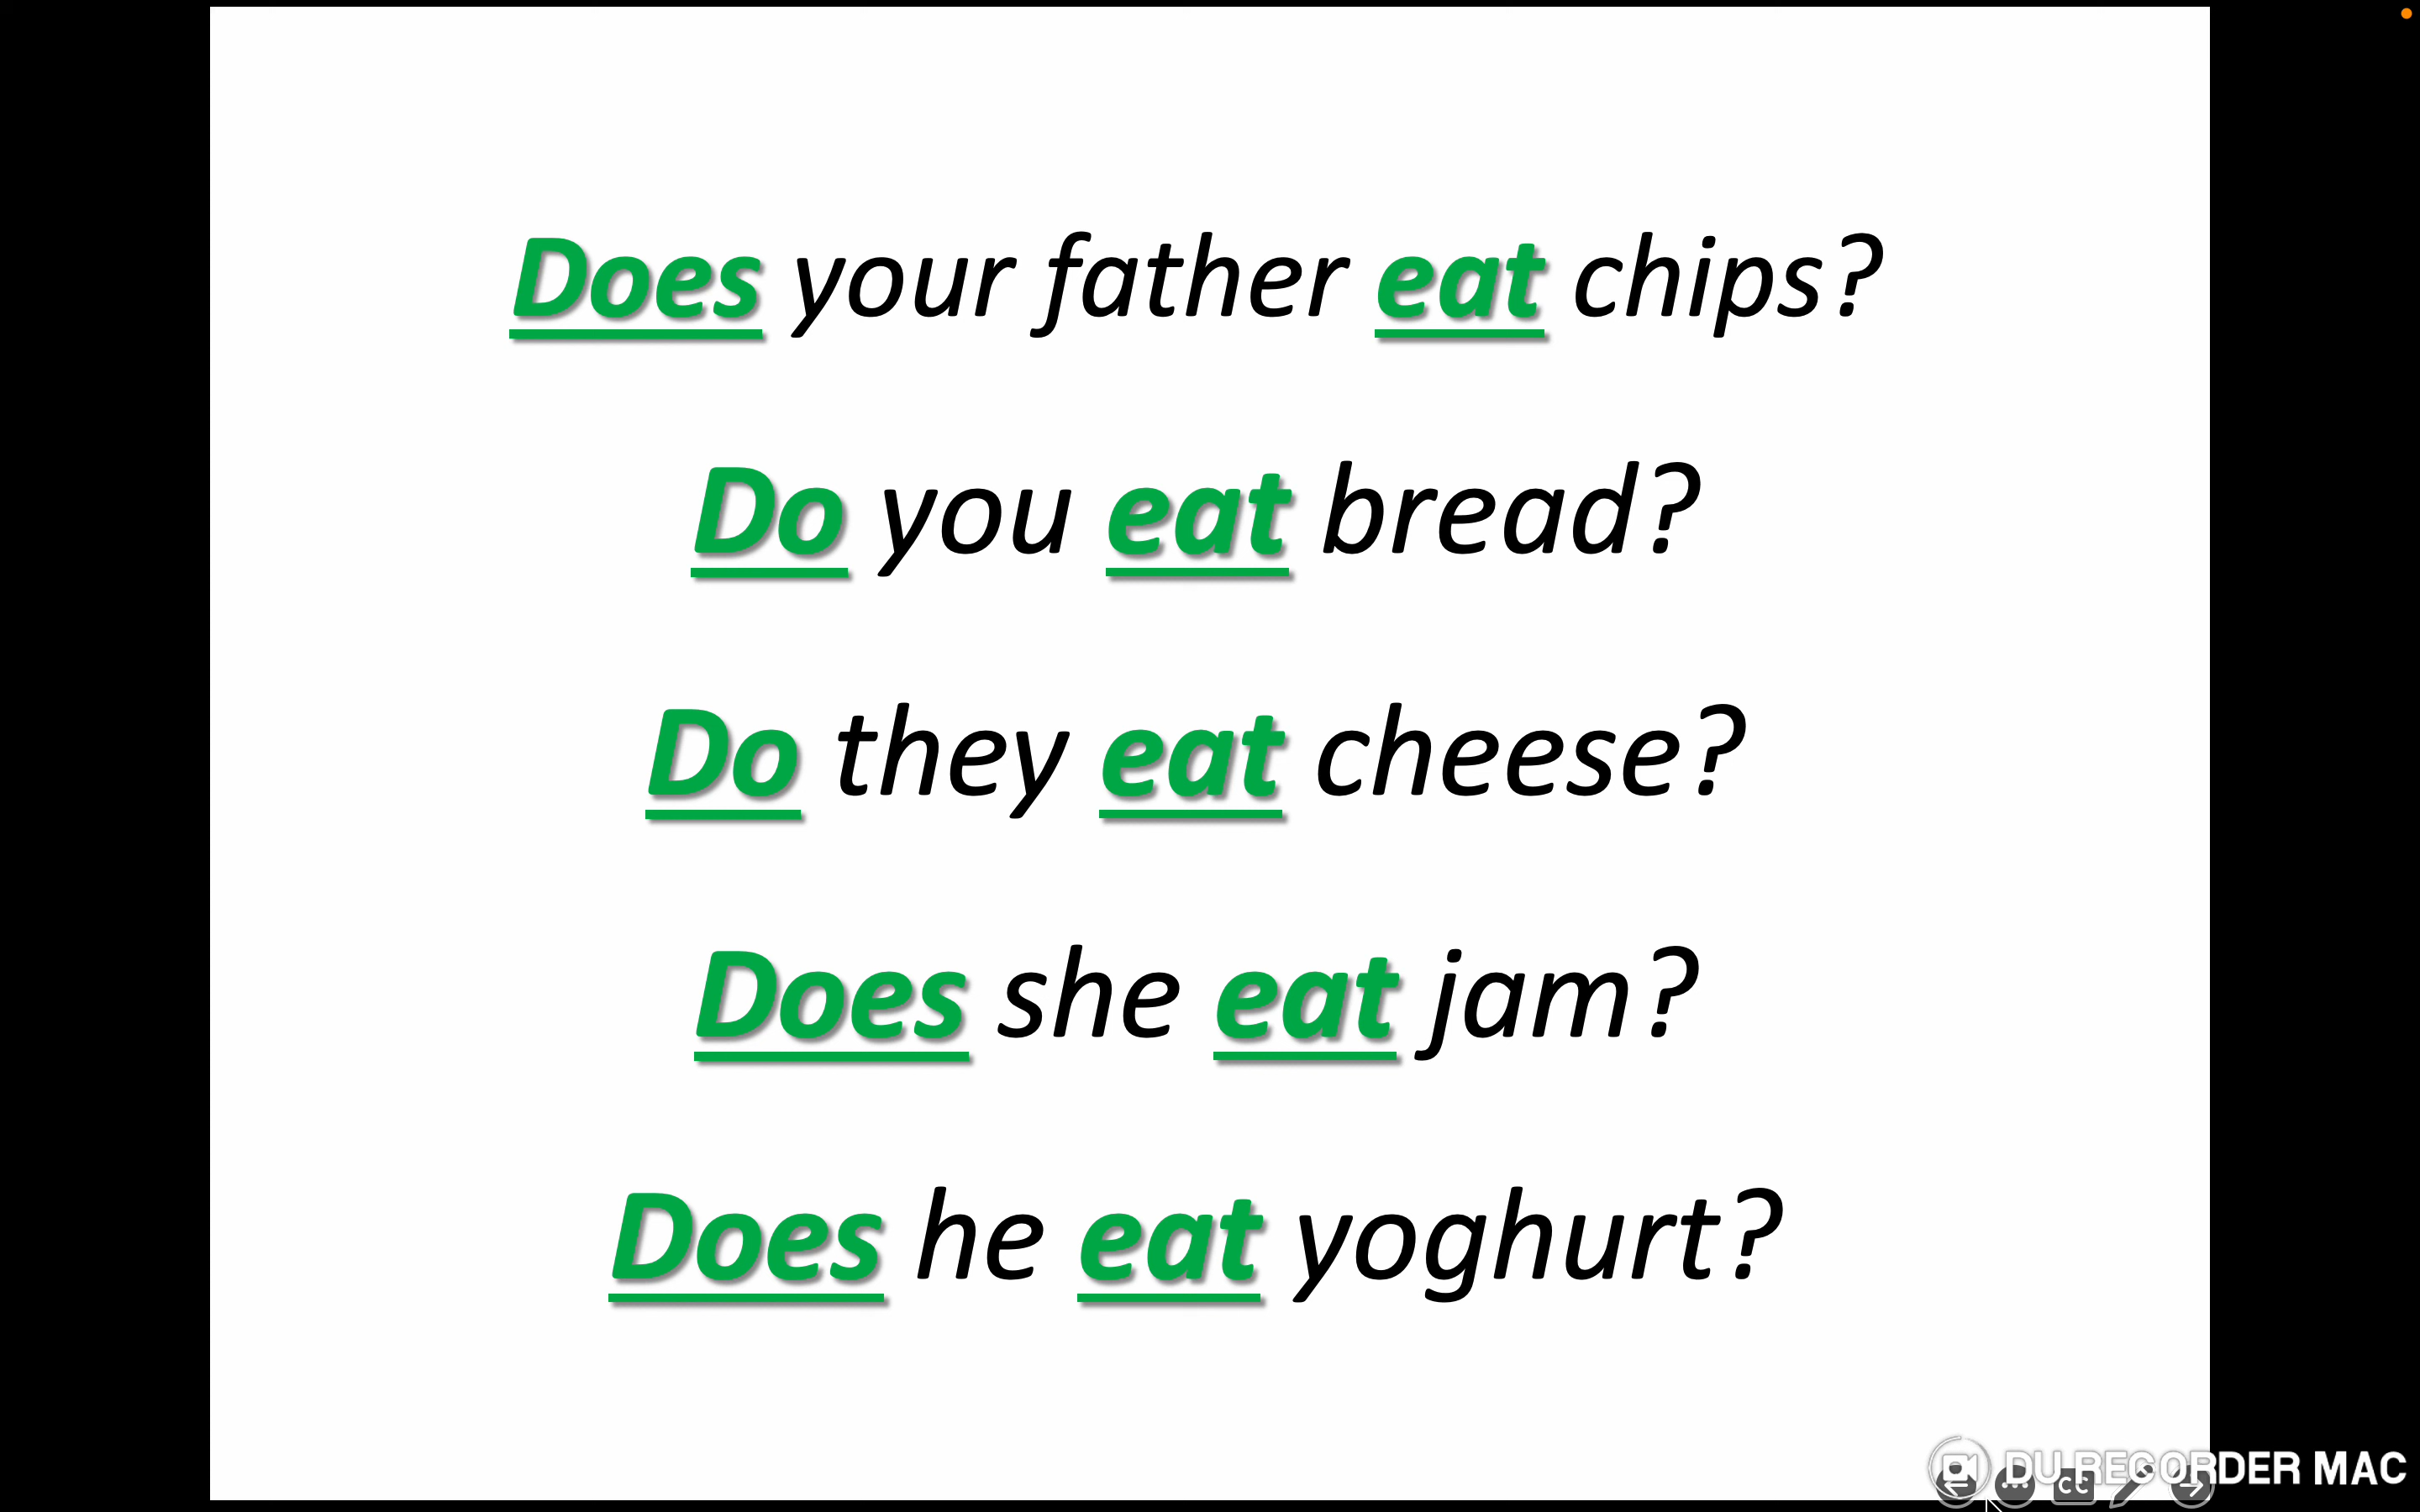 Does your father eat chips?
Do you eat bread?
Do they eat cheese?
Does she eat jam?
Does he eat yoghurt?
DU RECORDER MAC
CC